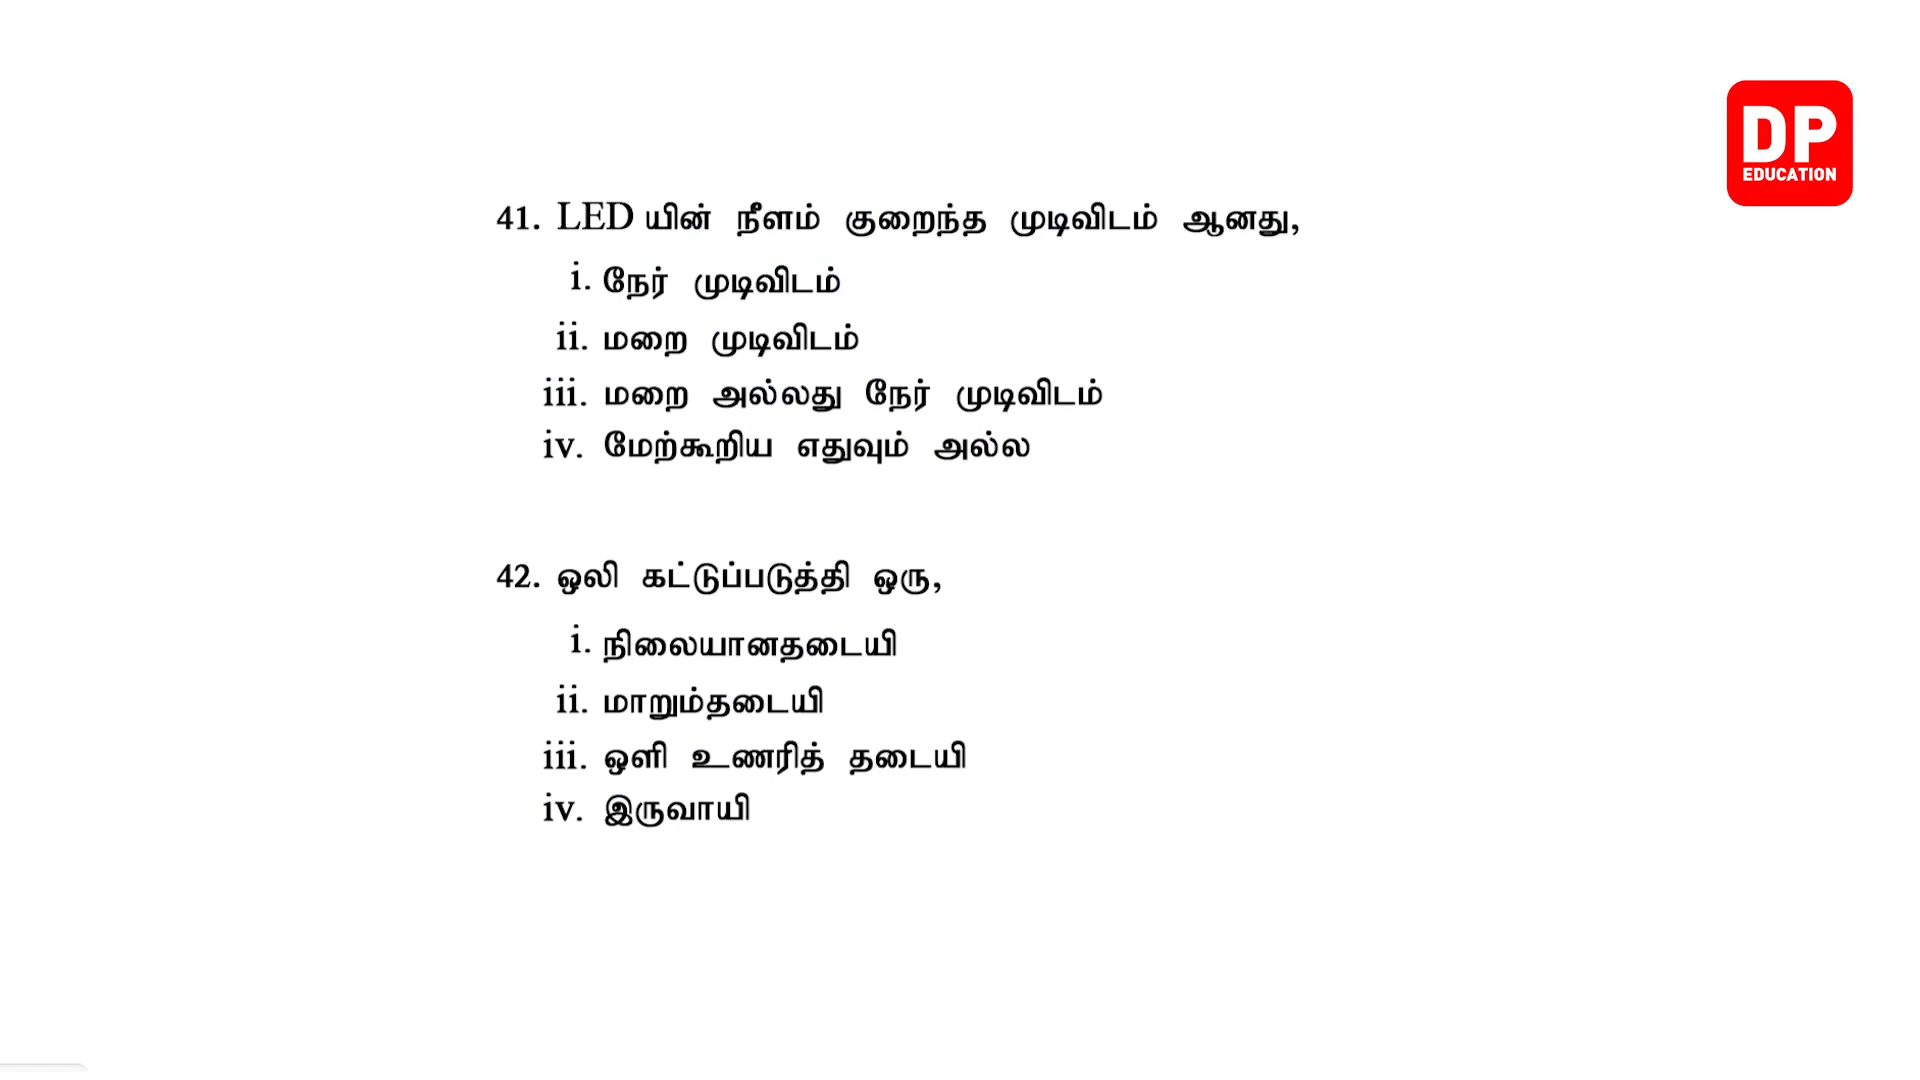 DP
EDUCATION
41. LED யின் நீளம் குறைந்த முடிவிடம் ஆனது,
i. நேர் முடிவிடம்
ii. மறை முடிவிடம்
iii. மறை அல்லது நேர் முடிவிடம்
iv. மேற்கூறிய எதுவும் அல்ல
42. ஒலி கட்டுப்படுத்தி ஒரு,
i. நிலையானதடையி
ii. மாறும்தடையி
iii. ஒளி உணரித் தடையி
iv. இருவாயி